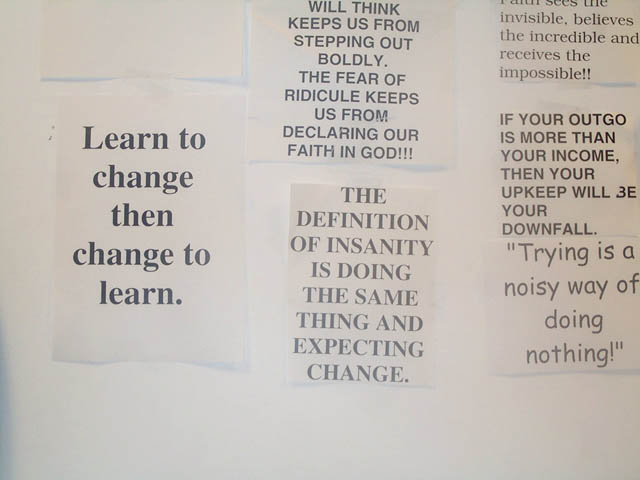 WILL THINK
KEEPS US FROM
STEPPING OUT
BOLDLY.
THE FEAR OF
RIDICULE KEEPS
US FROM
DECLARING OUR
FAITH IN GOD!!!
Faith sees the
invisible, believes
the incredible and
receives the
impossible!!
Learn to
change
then
change to
learn.
THE
DEFINITION
OF INSANITY
IS DOING
THE SAME
THING AND
EXPECTING
CHANGE.
IF YOUR OUTGO
IS MORE THAN
YOUR INCOME,
THEN YOUR
UPKEEP WILL BE
YOUR
DOWNFALL.
"Trying is a
noisy way of
doing
nothing!"